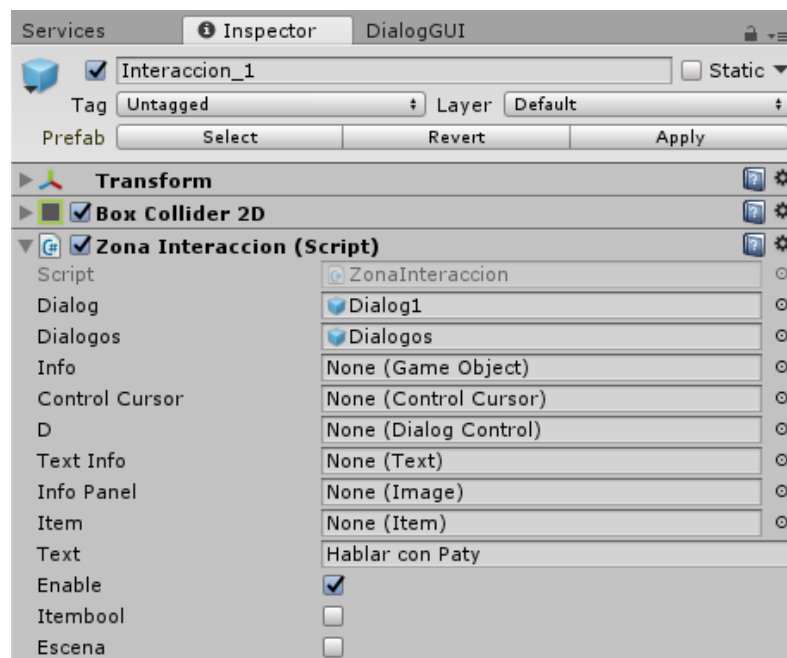 Services Inspector DialogGUI
Interaccion_1 Static
Tag Untagged Layer Default
Prefab Select Revert Apply
Transform
Box Collider 2D
Zona Interaccion (Script)
Script ZonaInteraccion
Dialog Dialog1
Dialogos Dialogos
Info None (Game Object)
Control Cursor None (Control Cursor)
D None (Dialog Control)
Text Info None (Text)
Info Panel None (Image)
Item None (Item)
Text Hablar con Paty
Enable
Itembool
Escena